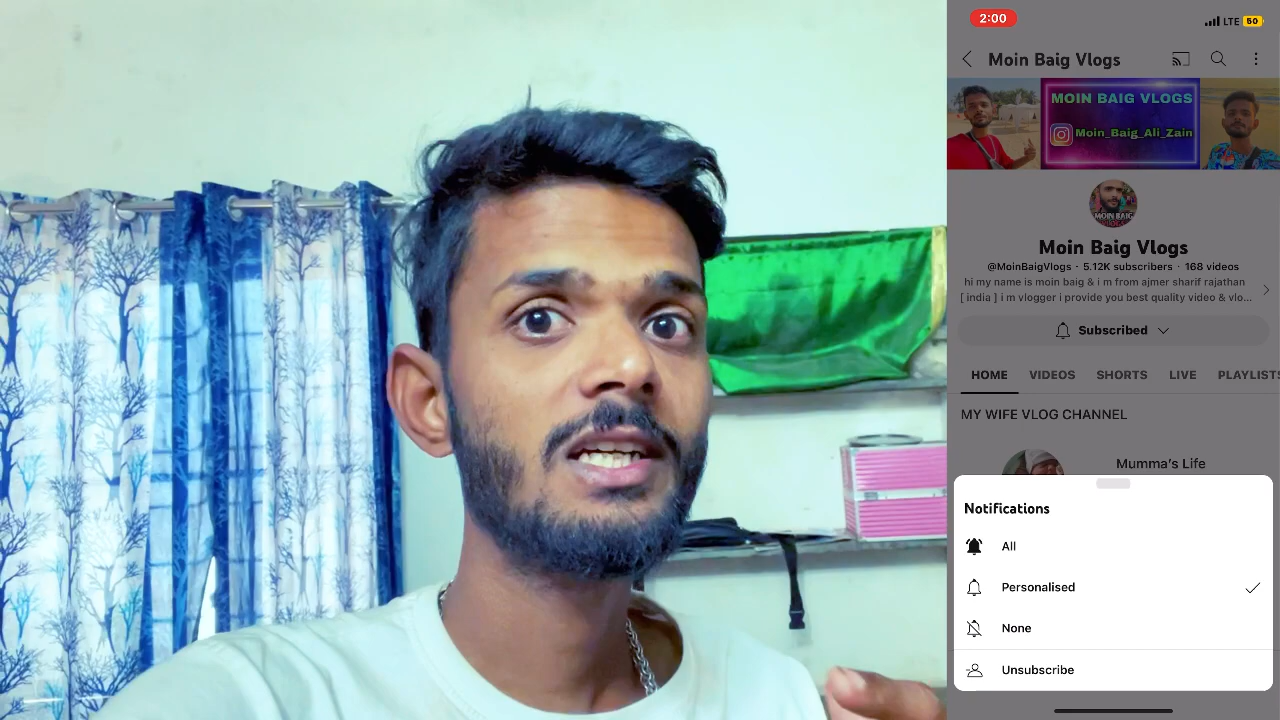 2:00
LTE
50
Moin Baig Vlogs
MOIN BAIG VLOGS
Moin_Baig_Ali_Zain
MOIN BAIG
Moin Baig Vlogs
@MoinBaigVlogs · 5.12K subscribers · 168 videos
hi my name is moin baig & i m from ajmer sharif rajathan
[ india ] i m vlogger i provide you best quality video & vlo...
Subscribed
HOME VIDEOS SHORTS LIVE PLAYLISTS
MY WIFE VLOG CHANNEL
Mumma's Life
Notifications
All
Personalised
None
Unsubscribe